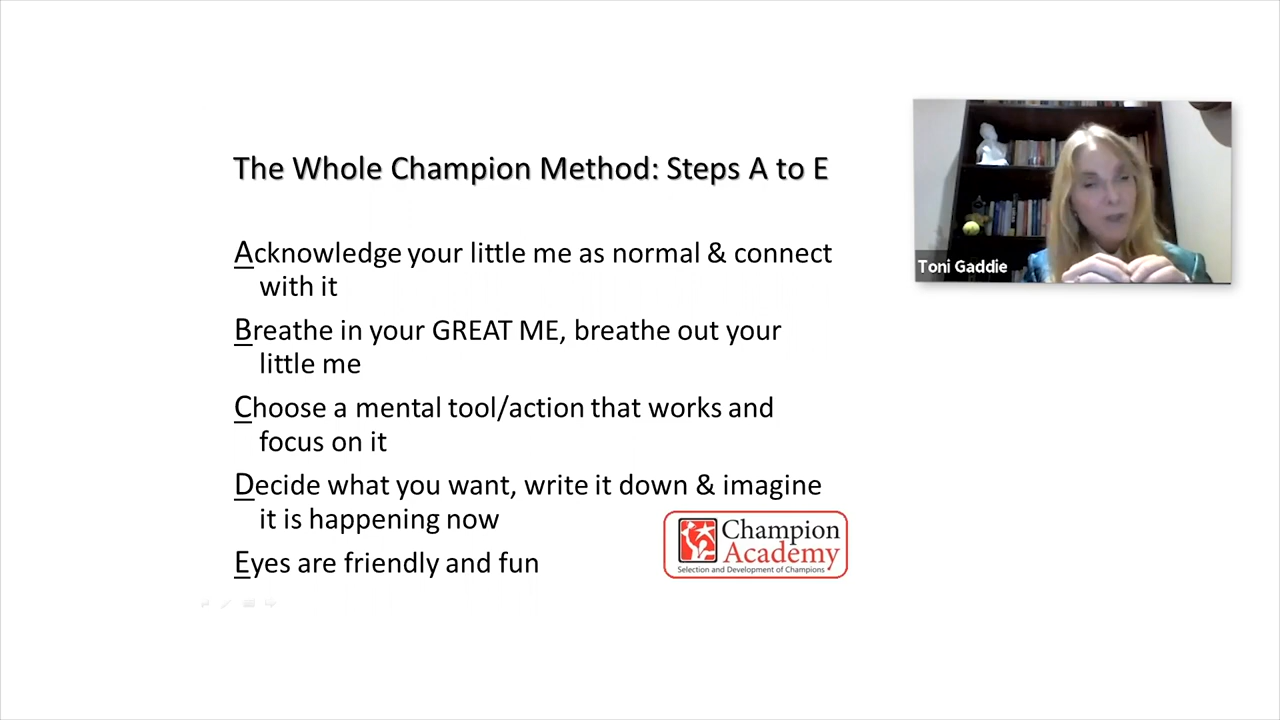 The Whole Champion Method: Steps A to E
Acknowledge your little me as normal & connect
with it
Breathe in your GREAT ME, breathe out your
little me
Choose a mental tool/action that works and
focus on it
Decide what you want, write it down & imagine
it is happening now
Eyes are friendly and fun
Champion
Academy
Selection and Development of Champions
Toni Gaddie